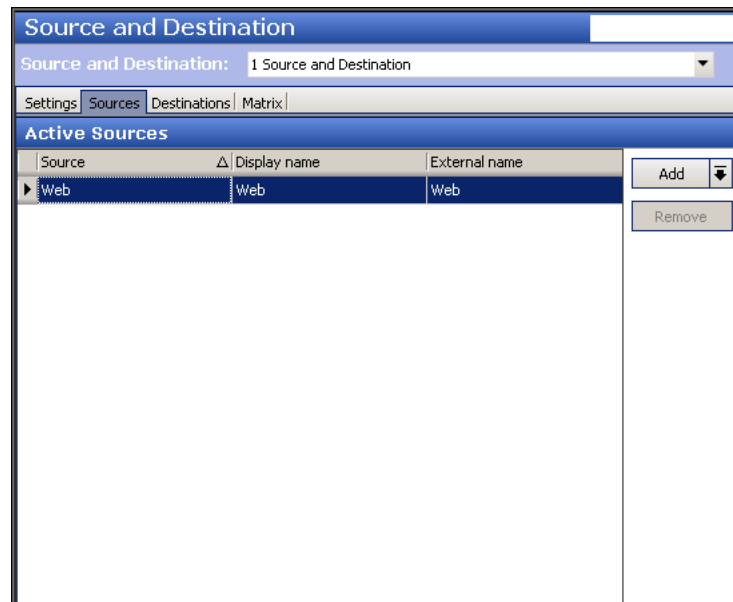 Source and Destination
Source and Destination: 1 Source and Destination
Settings Sources Destinations Matrix
Active Sources
Source Display name External name
Web Web Web
Add
Remove